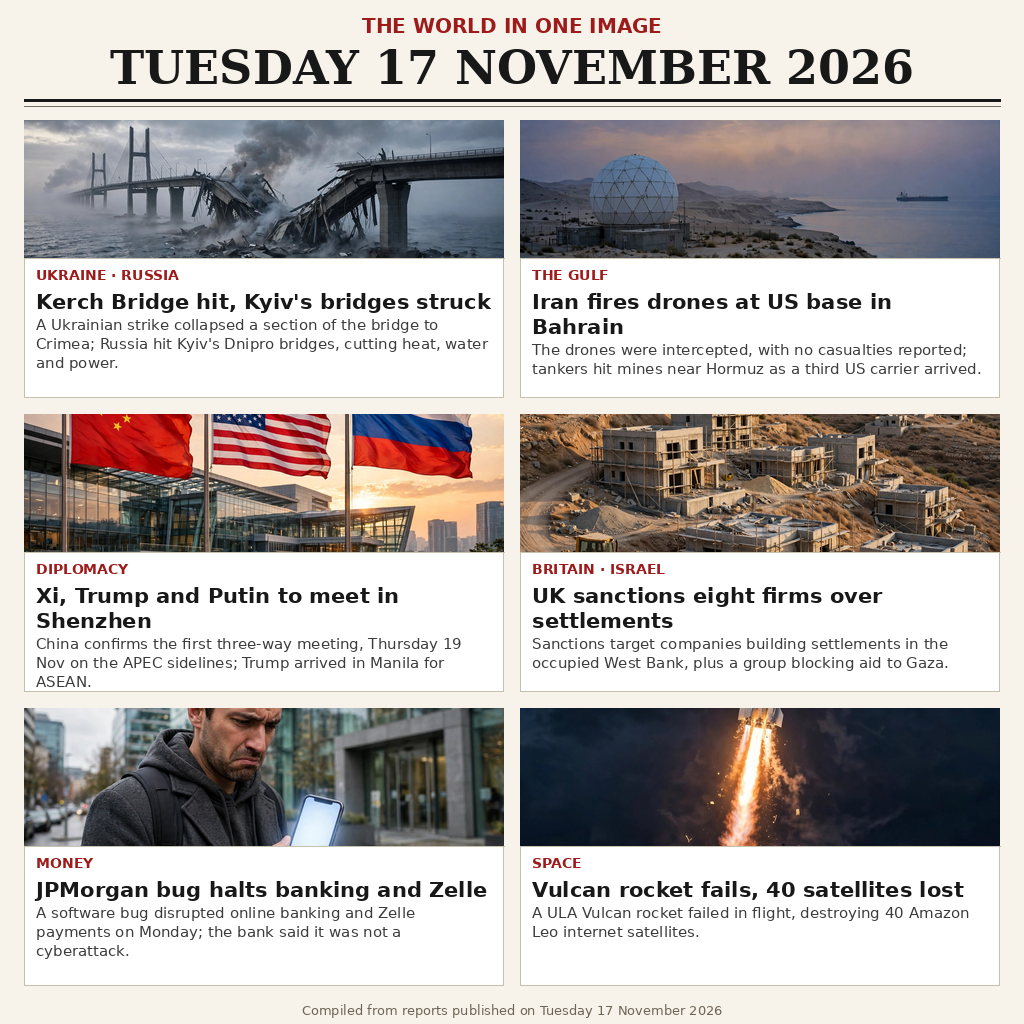 THE WORLD IN ONE IMAGE
TUESDAY 17 NOVEMBER 2026
UKRAINE · RUSSIA
Kerch Bridge hit, Kyiv's bridges struck
A Ukrainian strike collapsed a section of the bridge to
Crimea; Russia hit Kyiv's Dnipro bridges, cutting heat, water
and power.
THE GULF
Iran fires drones at US base in
Bahrain
The drones were intercepted, with no casualties reported;
tankers hit mines near Hormuz as a third US carrier arrived.
DIPLOMACY
Xi, Trump and Putin to meet in
Shenzhen
China confirms the first three-way meeting, Thursday 19
Nov on the APEC sidelines; Trump arrived in Manila for
ASEAN.
BRITAIN · ISRAEL
UK sanctions eight firms over
settlements
Sanctions target companies building settlements in the
occupied West Bank, plus a group blocking aid to Gaza.
MONEY
JPMorgan bug halts banking and Zelle
A software bug disrupted online banking and Zelle
payments on Monday; the bank said it was not a
cyberattack.
SPACE
Vulcan rocket fails, 40 satellites lost
A ULA Vulcan rocket failed in flight, destroying 40 Amazon
Leo internet satellites.
Compiled from reports published on Tuesday 17 November 2026